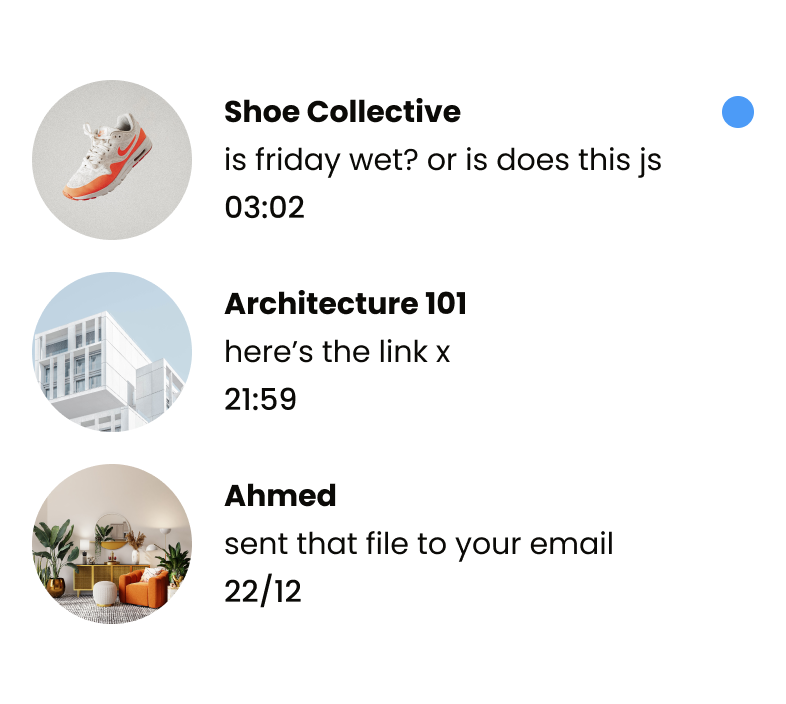 Shoe Collective
is friday wet? or is does this js
03:02
Architecture 101
here’s the link x
21:59
Ahmed
sent that file to your email
22/12